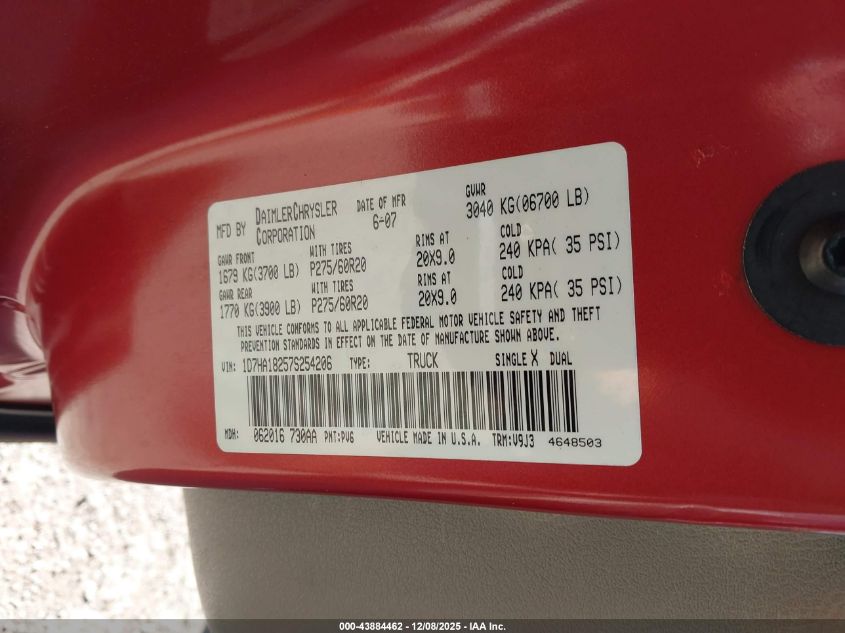 MFD BY DAIMLERCHRYSLER CORPORATION DATE OF MFR 6-07 GVWR 3040 KG(06700 LB)
GAWR FRONT WITH TIRES RIMS AT COLD
1679 KG(3700 LB) P275/60R20 20X9.0 240 KPA( 35 PSI)
GAWR REAR WITH TIRES RIMS AT COLD
1770 KG(3900 LB) P275/60R20 20X9.0 240 KPA( 35 PSI)
THIS VEHICLE CONFORMS TO ALL APPLICABLE FEDERAL MOTOR VEHICLE SAFETY AND THEFT
PREVENTION STANDARDS IN EFFECT ON THE DATE OF MANUFACTURE SHOWN ABOVE.
VIN: 1D7HA18257S254206 TYPE: TRUCK SINGLE X DUAL
MDH: 062016 730AA PNT:PV6 VEHICLE MADE IN U.S.A. TRM:V9J3 4648503
000-43884462 - 12/08/2025 - IAA Inc.